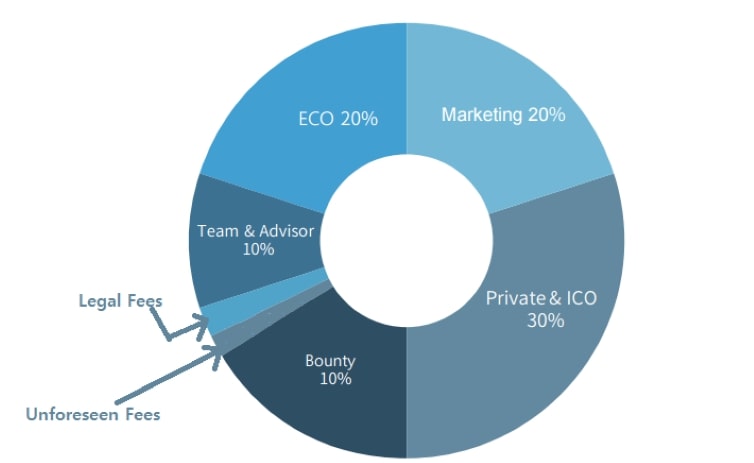 ECO 20%
Marketing 20%
Team & Advisor
10%
Legal Fees
Private & ICO
30%
Bounty
10%
Unforeseen Fees